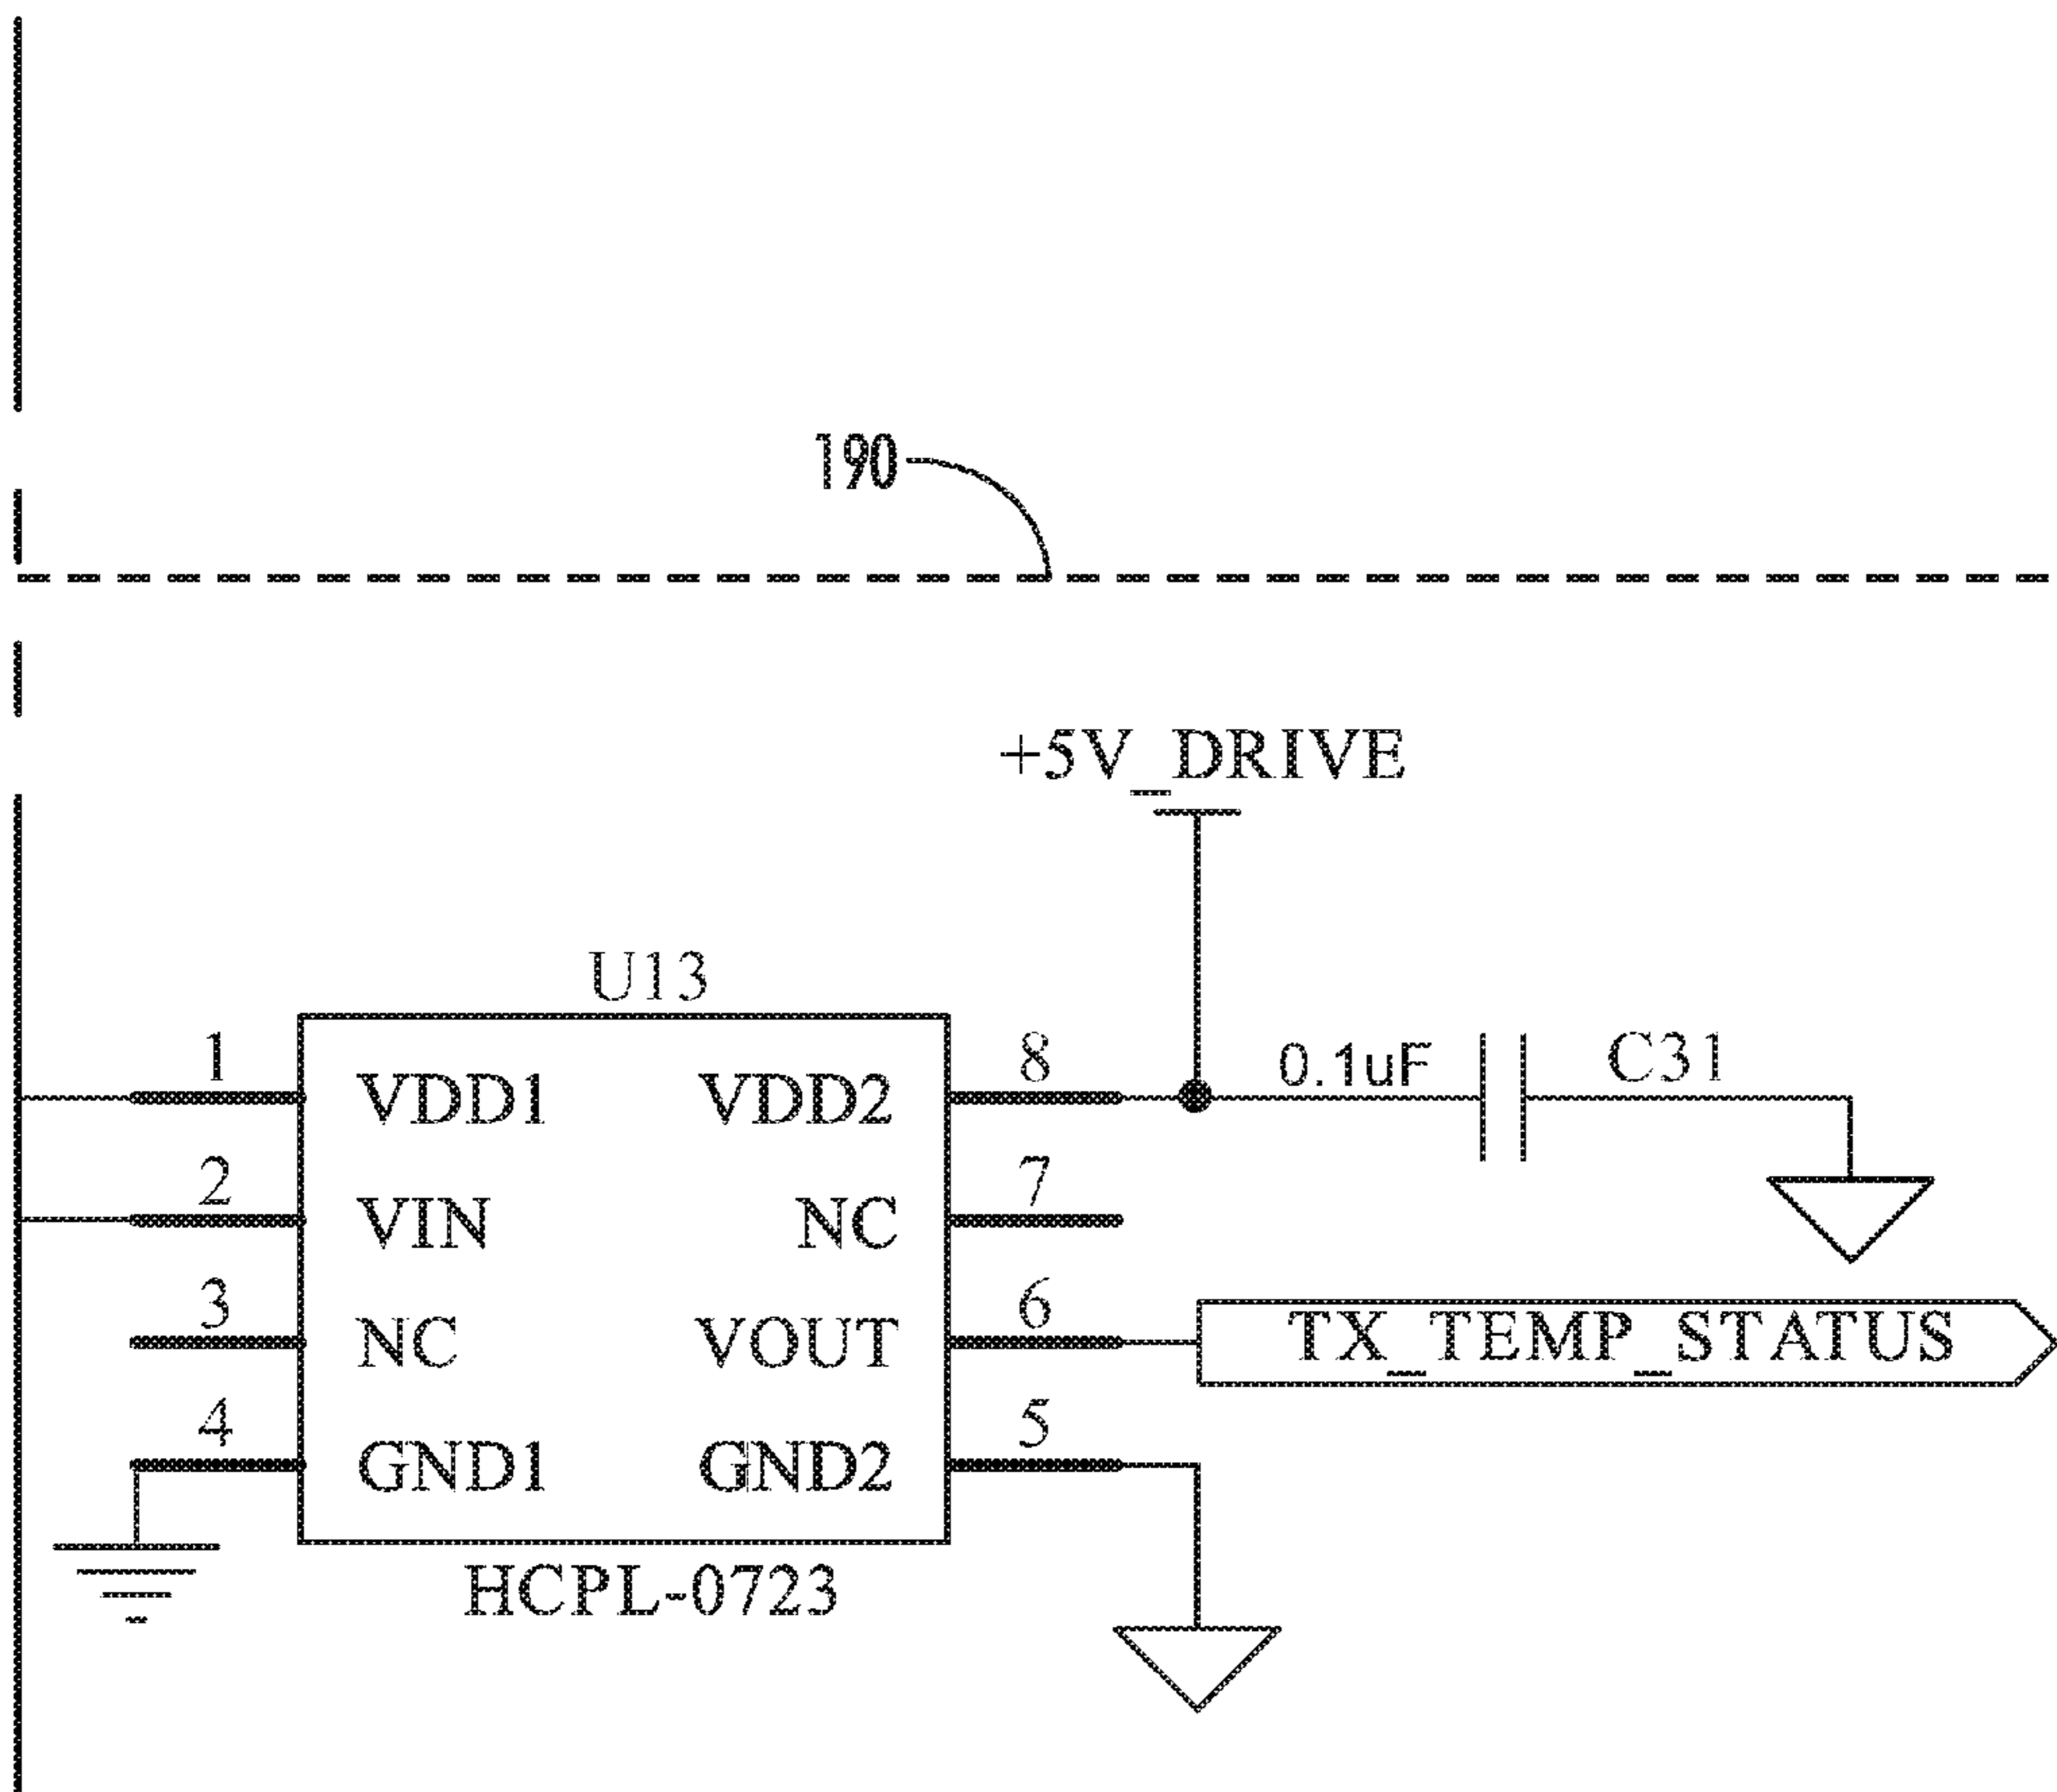 190
+5V_DRIVE
U13
1 VDD1 VDD2 8 0.1uF C31
2 VIN NC 7
3 NC VOUT 6 TX_TEMP_STATUS
4 GND1 GND2 5
HCPL-0723